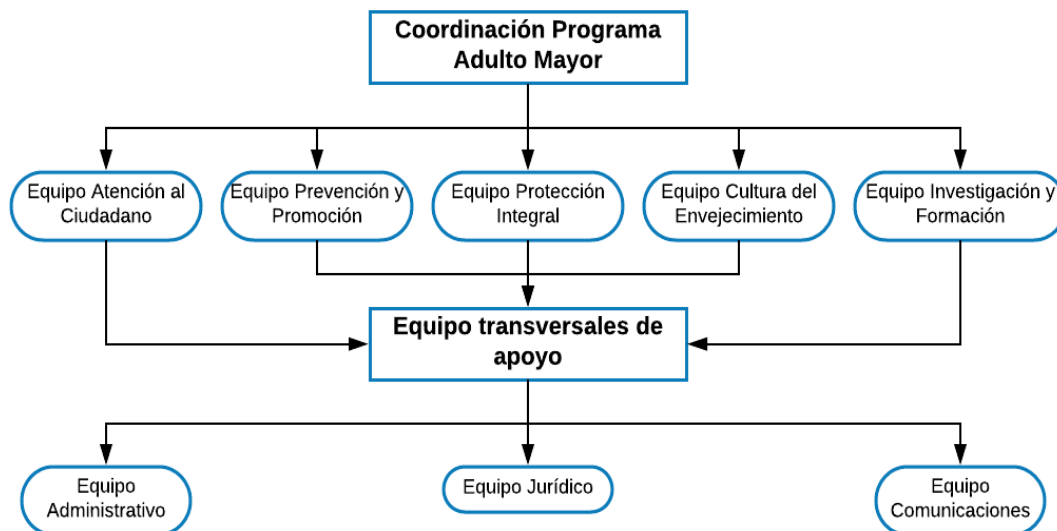 Coordinación Programa
Adulto Mayor
Equipo Atención al
Ciudadano
Equipo Prevención y
Promoción
Equipo Protección
Integral
Equipo Cultura del
Envejecimiento
Equipo Investigación y
Formación
Equipo transversales de
apoyo
Equipo
Administrativo
Equipo Jurídico
Equipo
Comunicaciones